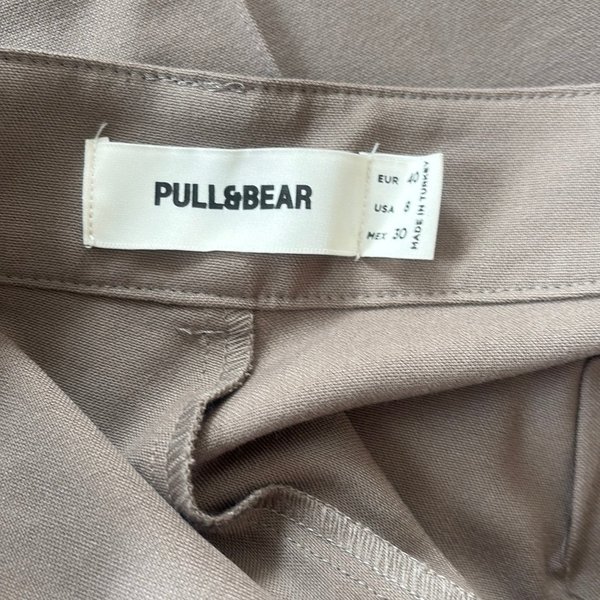 PULL&BEAR
EUR 40
USA 8
MEX 30
MADE IN TURKEY